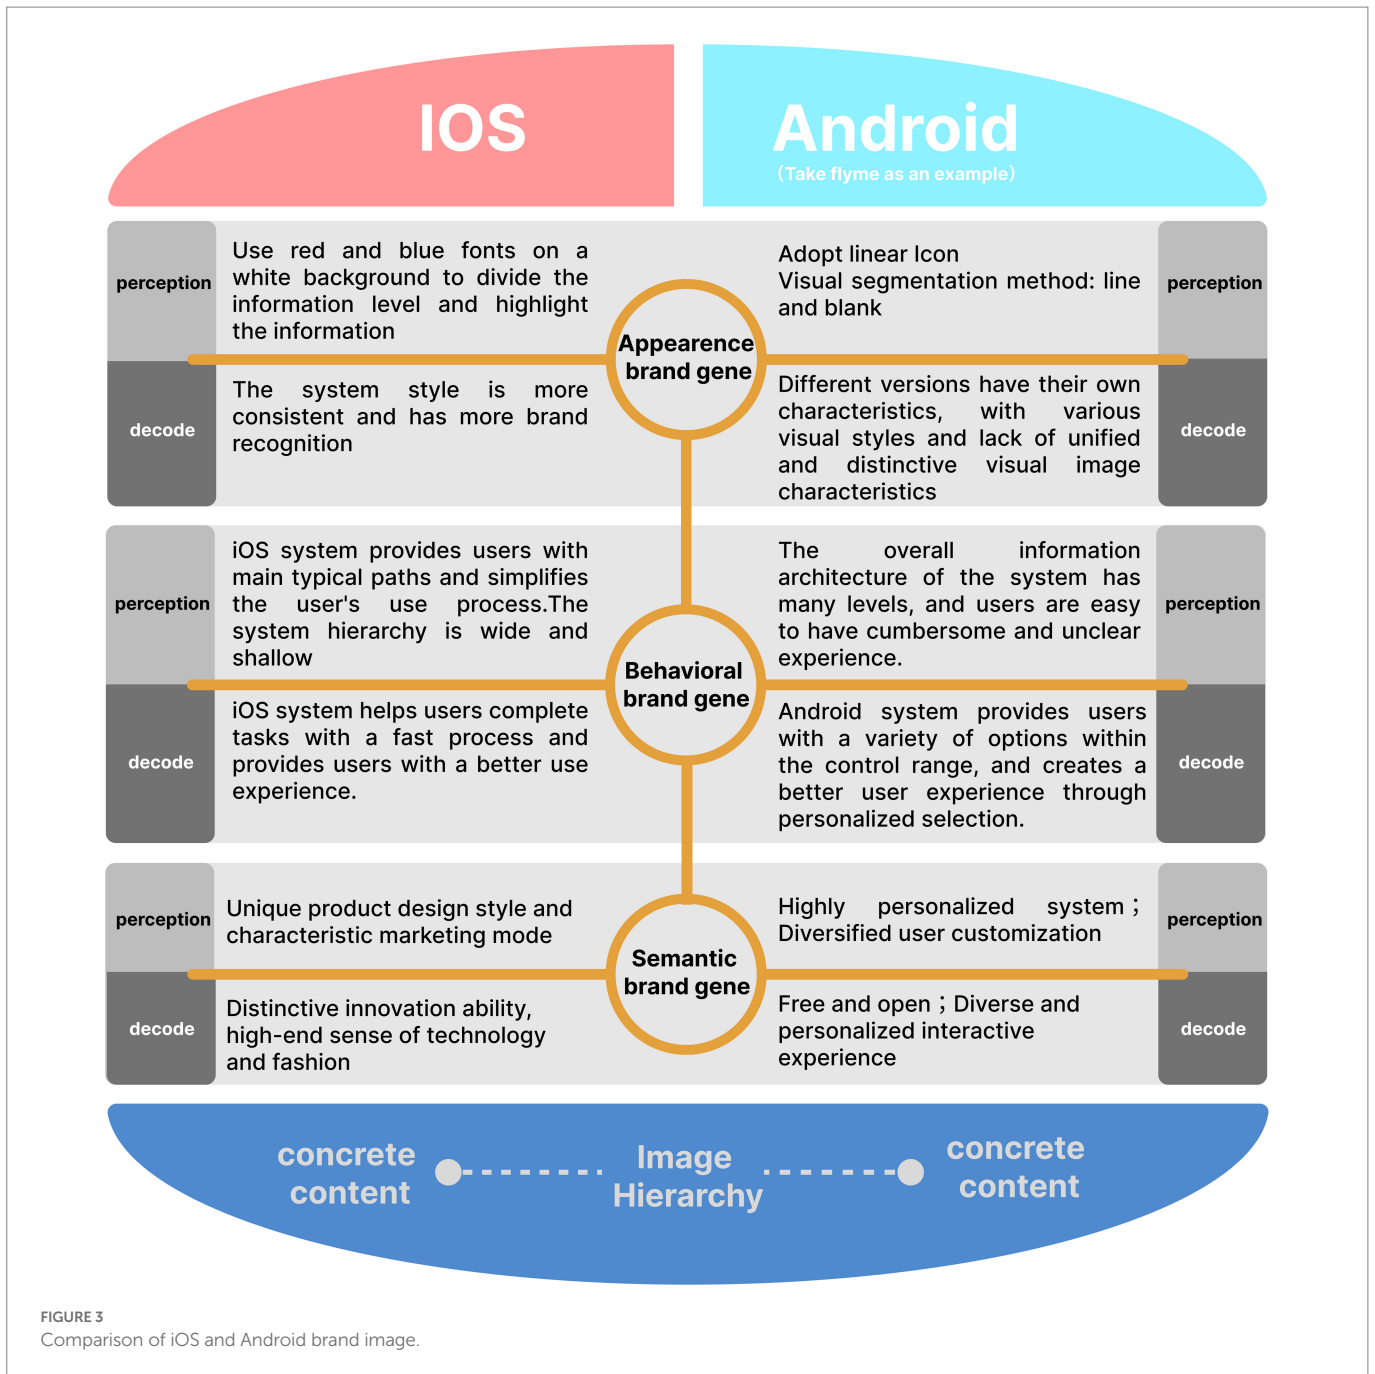 IOS
Android
(Take flyme as an example)
perception
Use red and blue fonts on a
white background to divide the
information level and highlight
the information
decode
The system style is more
consistent and has more brand
recognition
Appearence
brand gene
Adopt linear Icon
Visual segmentation method: line
and blank
perception
Different versions have their own
characteristics, with various
visual styles and lack of unified
and distinctive visual image
characteristics
decode
perception
iOS system provides users with
main typical paths and simplifies
the user's use process.The
system hierarchy is wide and
shallow
decode
iOS system helps users complete
tasks with a fast process and
provides users with a better use
experience.
Behavioral
brand gene
The overall information
architecture of the system has
many levels, and users are easy
to have cumbersome and unclear
experience.
perception
Android system provides users
with a variety of options within
the control range, and creates a
better user experience through
personalized selection.
decode
perception
Unique product design style and
characteristic marketing mode
decode
Distinctive innovation ability,
high-end sense of technology
and fashion
Semantic
brand gene
Highly personalized system；
Diversified user customization
perception
Free and open；Diverse and
personalized interactive
experience
decode
concrete
content
Image
Hierarchy
concrete
content
FIGURE 3
Comparison of iOS and Android brand image.